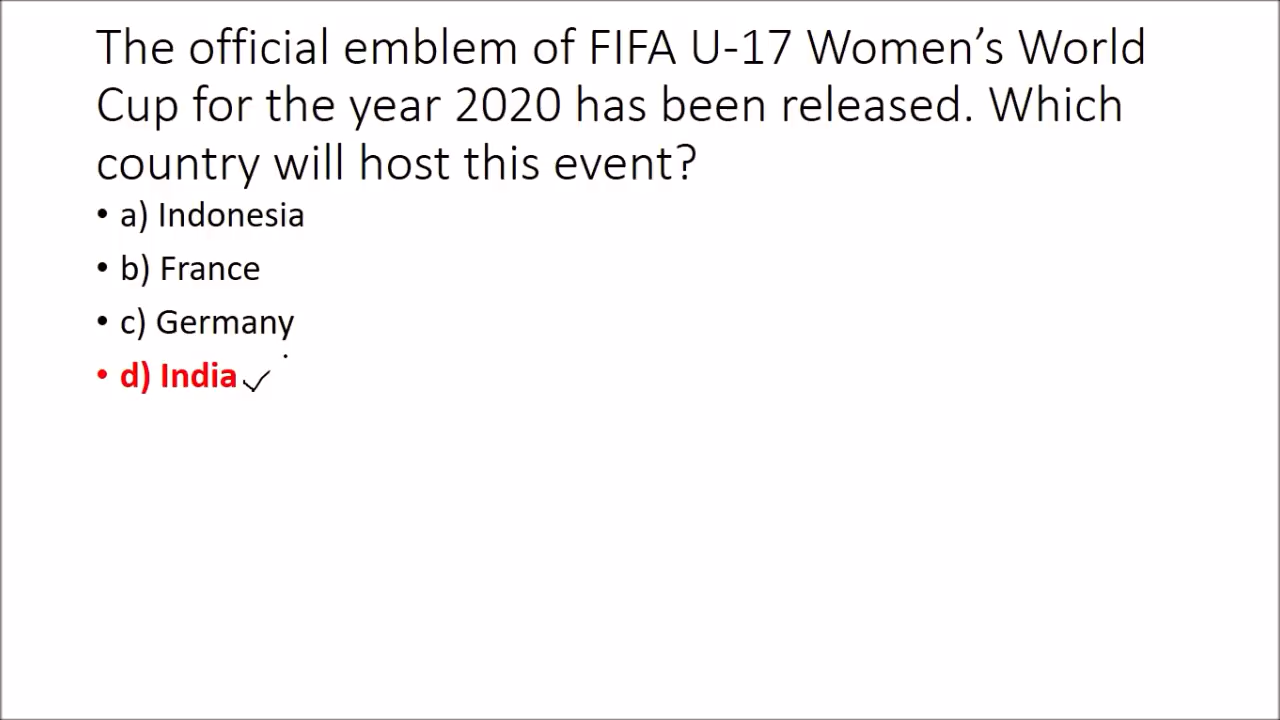 The official emblem of FIFA U-17 Women’s World
Cup for the year 2020 has been released. Which
country will host this event?
• a) Indonesia
• b) France
• c) Germany
• d) India